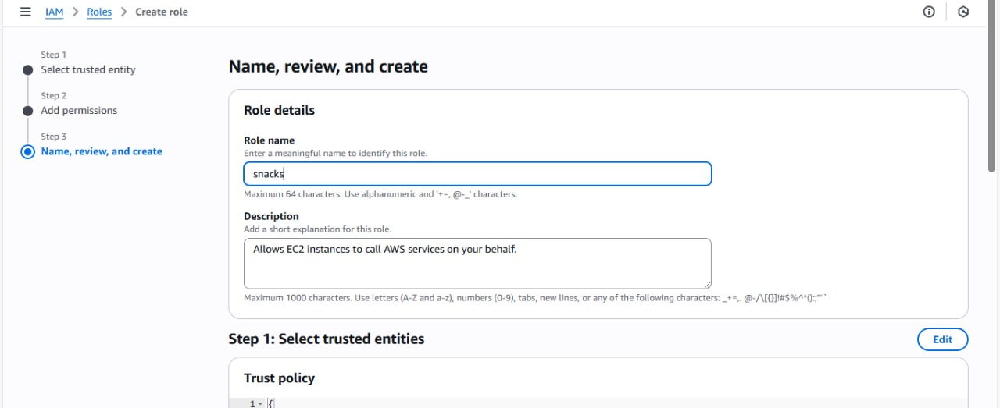 IAM > Roles > Create role
Step 1
Select trusted entity
Step 2
Add permissions
Step 3
Name, review, and create
Name, review, and create
Role details
Role name
Enter a meaningful name to identify this role.
snacks
Maximum 64 characters. Use alphanumeric and '+=,.@-_' characters.
Description
Add a short explanation for this role.
Allows EC2 instances to call AWS services on your behalf.
Maximum 1000 characters. Use letters (A-Z and a-z), numbers (0-9), tabs, new lines, or any of the following characters: _+=,. @-/\[{}]!#$%^*();:"'`
Step 1: Select trusted entities
Edit
Trust policy
1 {